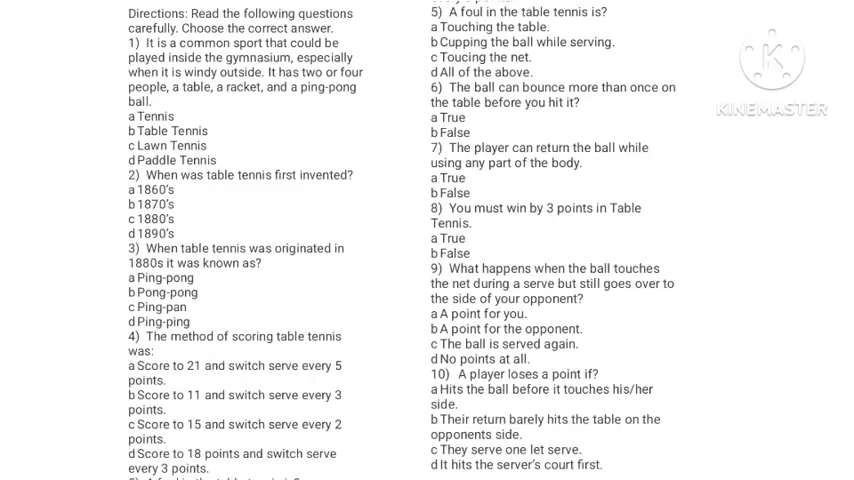 Directions: Read the following questions
carefully. Choose the correct answer.
1) It is a common sport that could be
played inside the gymnasium, especially
when it is windy outside. It has two or four
people, a table, a racket, and a ping-pong
ball.
a Tennis
b Table Tennis
c Lawn Tennis
d Paddle Tennis
2) When was table tennis first invented?
a 1860's
b 1870's
c 1880's
d 1890's
3) When table tennis was originated in
1880s it was known as?
a Ping-pong
b Pong-pong
c Ping-pan
d Ping-ping
4) The method of scoring table tennis
was:
a Score to 21 and switch serve every 5
points.
b Score to 11 and switch serve every 3
points.
c Score to 15 and switch serve every 2
points.
d Score to 18 points and switch serve
every 3 points.
5) A foul in the table tennis is?
a Touching the table.
b Cupping the ball while serving.
c Toucing the net.
d All of the above.
6) The ball can bounce more than once on
the table before you hit it?
a True
b False
7) The player can return the ball while
using any part of the body.
a True
b False
8) You must win by 3 points in Table
Tennis.
a True
b False
9) What happens when the ball touches
the net during a serve but still goes over to
the side of your opponent?
a A point for you.
b A point for the opponent.
c The ball is served again.
d No points at all.
10) A player loses a point if?
a Hits the ball before it touches his/her
side.
b Their return barely hits the table on the
opponents side.
c They serve one let serve.
d It hits the server's court first.
K
KINEMASTER